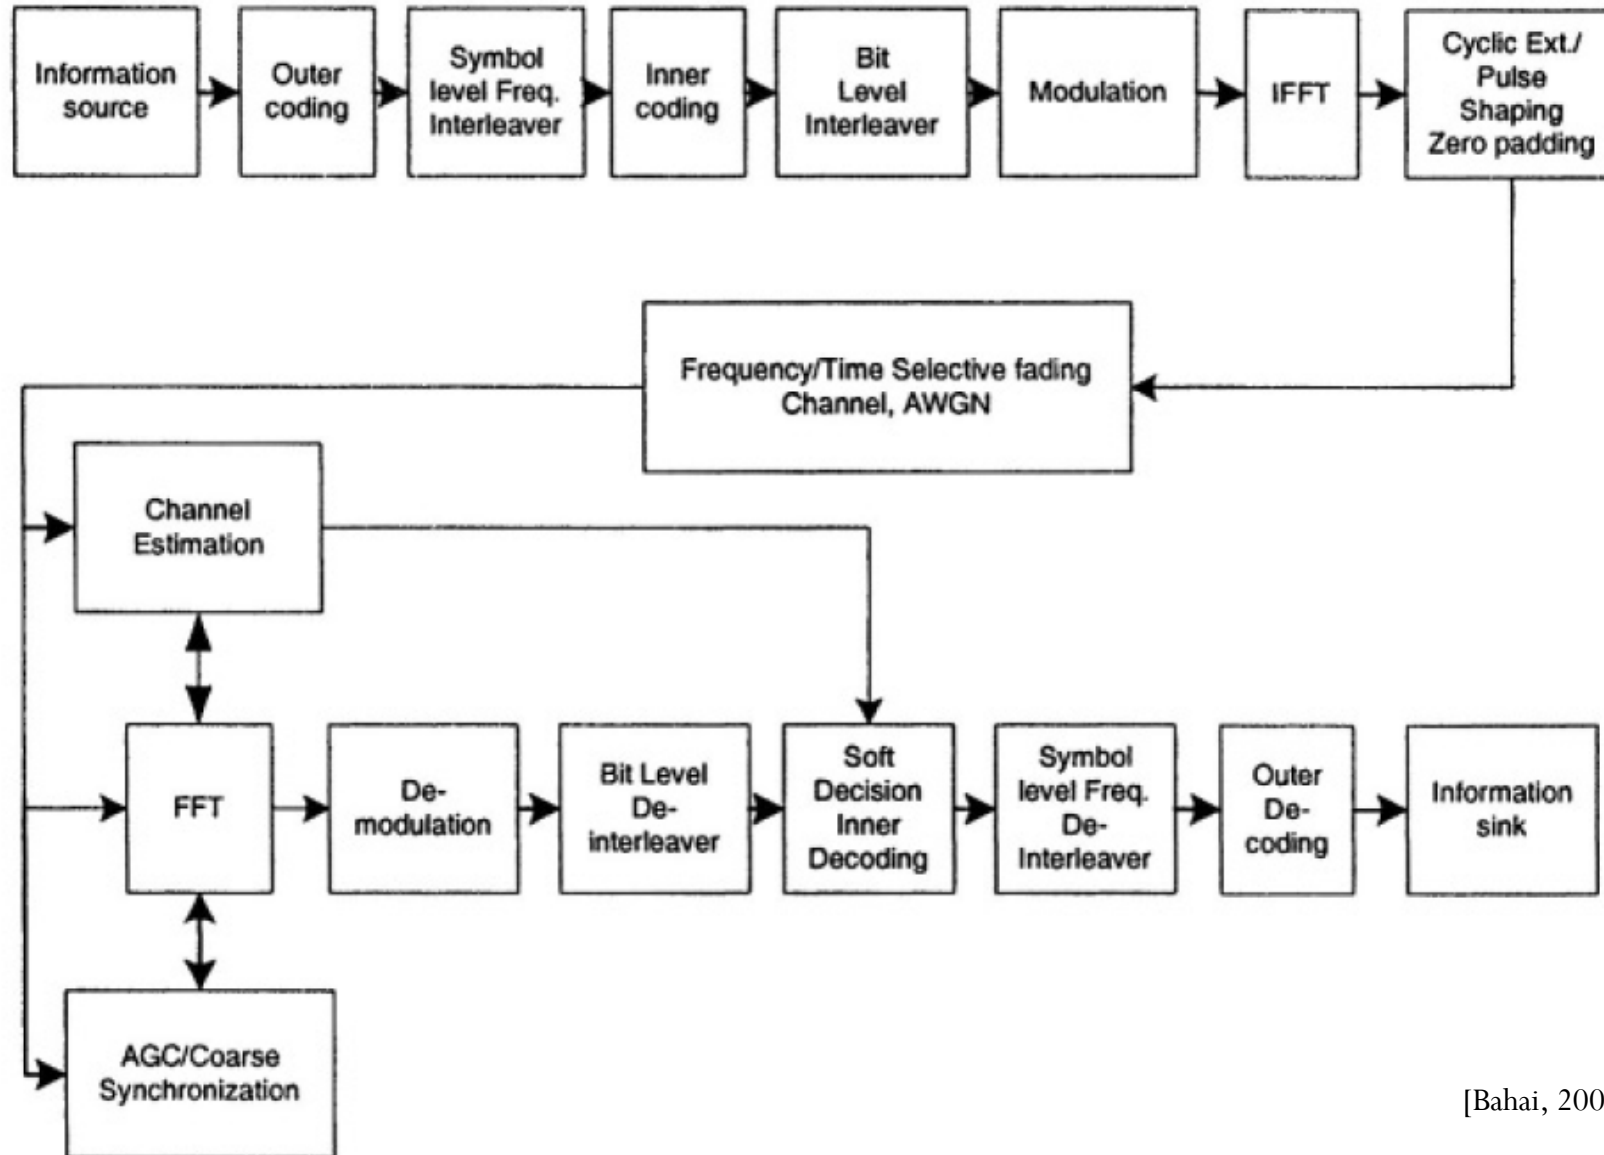 Information
source
Outer
coding
Symbol
level Freq.
Interleaver
Inner
coding
Bit
Level
Interleaver
Modulation
IFFT
Cyclic Ext./
Pulse
Shaping
Zero padding
Frequency/Time Selective fading
Channel, AWGN
Channel
Estimation
FFT
De-
modulation
Bit Level
De-
interleaver
Soft
Decision
Inner
Decoding
Symbol
level Freq.
De-
Interleaver
Outer
De-
coding
Information
sink
AGC/Coarse
Synchronization
[Bahai, 200